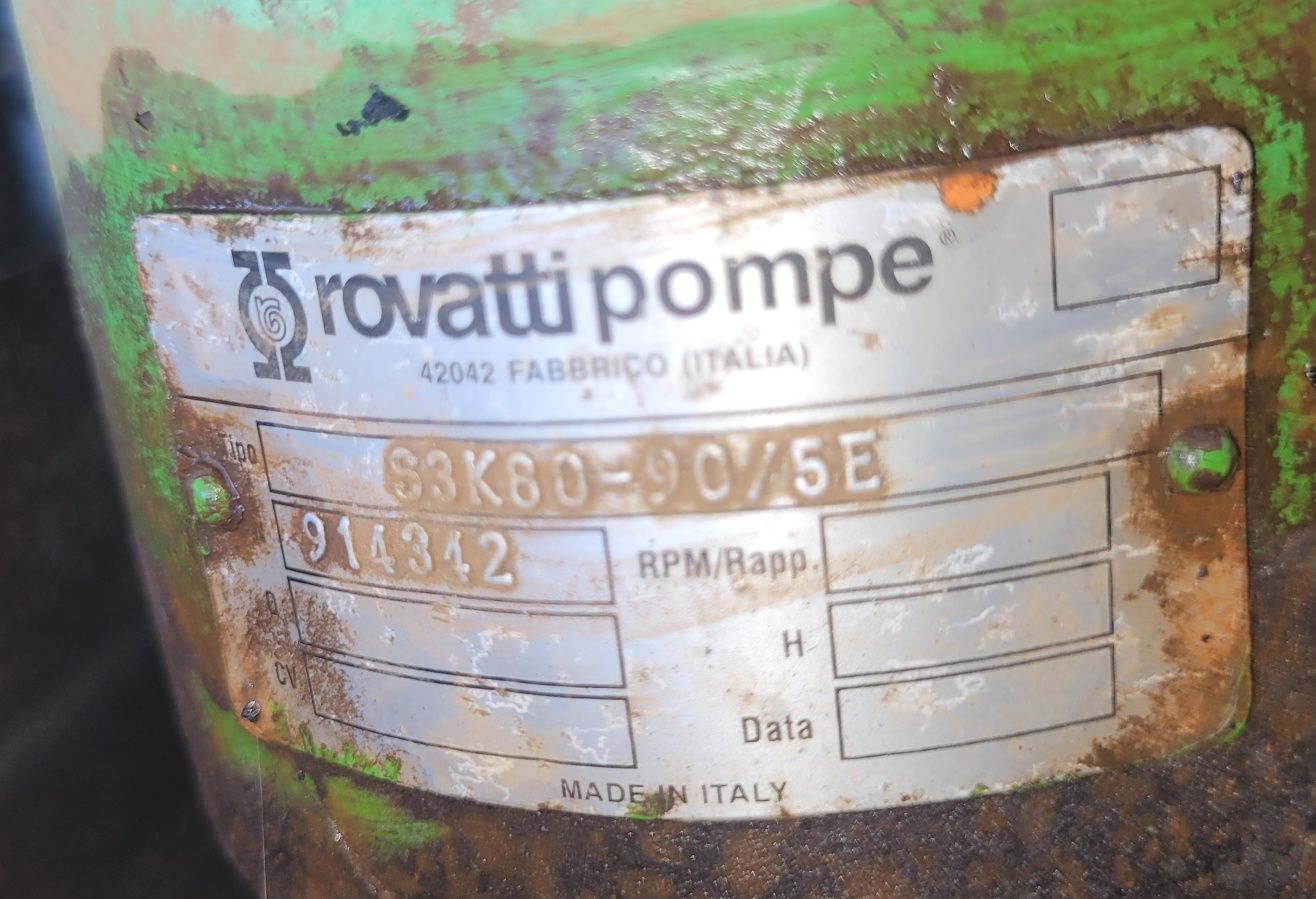 rovatti pompe®
42042 FABBRICO (ITALIA)
Tipo S3K80-90/5E
914342 RPM/Rapp.
Q H
CV Data
MADE IN ITALY